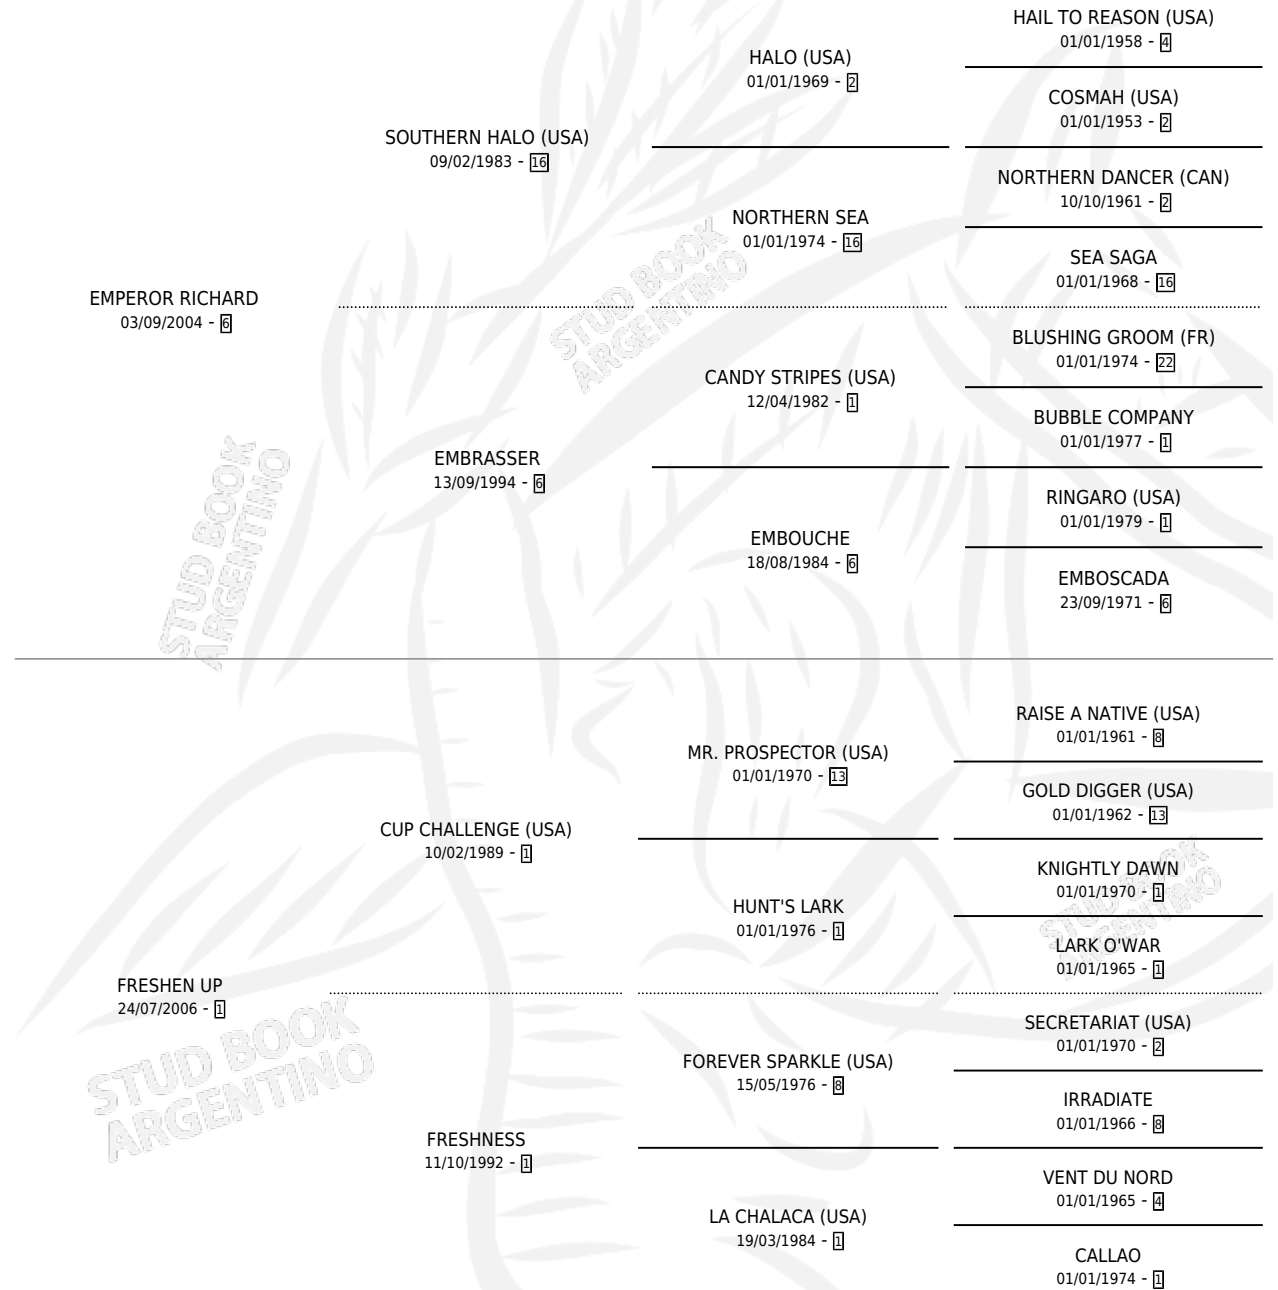 HAIL TO REASON (USA)
01/01/1958 - 4
HALO (USA)
01/01/1969 - 2
COSMAH (USA)
01/01/1953 - 2
SOUTHERN HALO (USA)
09/02/1983 - 16
NORTHERN DANCER (CAN)
10/10/1961 - 2
NORTHERN SEA
01/01/1974 - 16
SEA SAGA
01/01/1968 - 16
EMPEROR RICHARD
03/09/2004 - 6
STUD BOOK
ARGENTINO
BLUSHING GROOM (FR)
01/01/1974 - 22
CANDY STRIPES (USA)
12/04/1982 - 1
BUBBLE COMPANY
01/01/1977 - 1
EMBRASSER
13/09/1994 - 6
RINGARO (USA)
01/01/1979 - 1
EMBOUCHE
18/08/1984 - 6
EMBOSCADA
23/09/1971 - 6
STUD BOOK
ARGENTINO
RAISE A NATIVE (USA)
01/01/1961 - 8
MR. PROSPECTOR (USA)
01/01/1970 - 13
GOLD DIGGER (USA)
01/01/1962 - 13
CUP CHALLENGE (USA)
10/02/1989 - 1
KNIGHTLY DAWN
01/01/1970 - 1
HUNT'S LARK
01/01/1976 - 1
STUD BOOK
ARGENTINO
LARK O'WAR
01/01/1965 - 1
FRESHEN UP
24/07/2006 - 1
SECRETARIAT (USA)
01/01/1970 - 2
STUD BOOK
ARGENTINO
FOREVER SPARKLE (USA)
15/05/1976 - 8
IRRADIATE
01/01/1966 - 8
FRESHNESS
11/10/1992 - 1
VENT DU NORD
01/01/1965 - 4
LA CHALACA (USA)
19/03/1984 - 1
CALLAO
01/01/1974 - 1